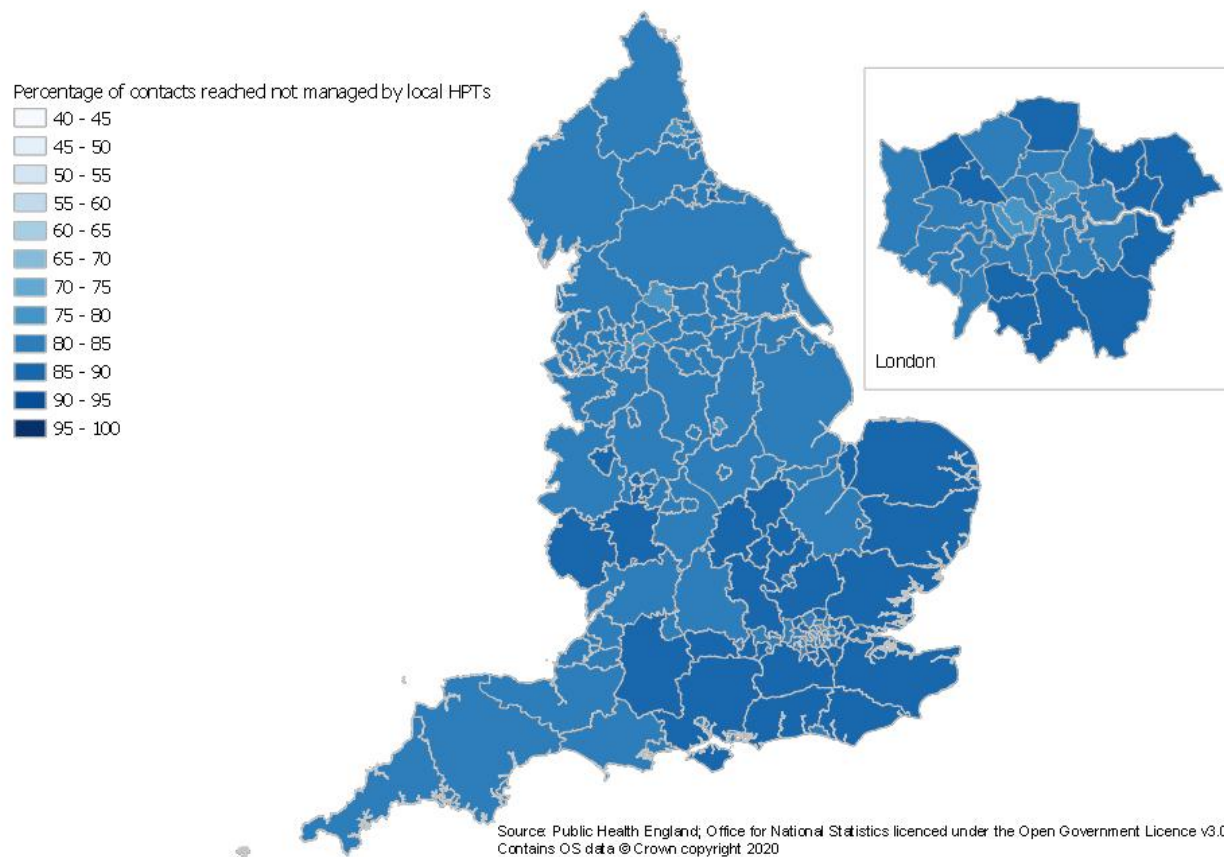 Percentage of contacts reached not managed by local HPTs
40 - 45
45 - 50
50 - 55
55 - 60
60 - 65
65 - 70
70 - 75
75 - 80
80 - 85
85 - 90
90 - 95
95 - 100
London
Source: Public Health England; Office for National Statistics licenced under the Open Government Licence v3.0
Contains OS data © Crown copyright 2020